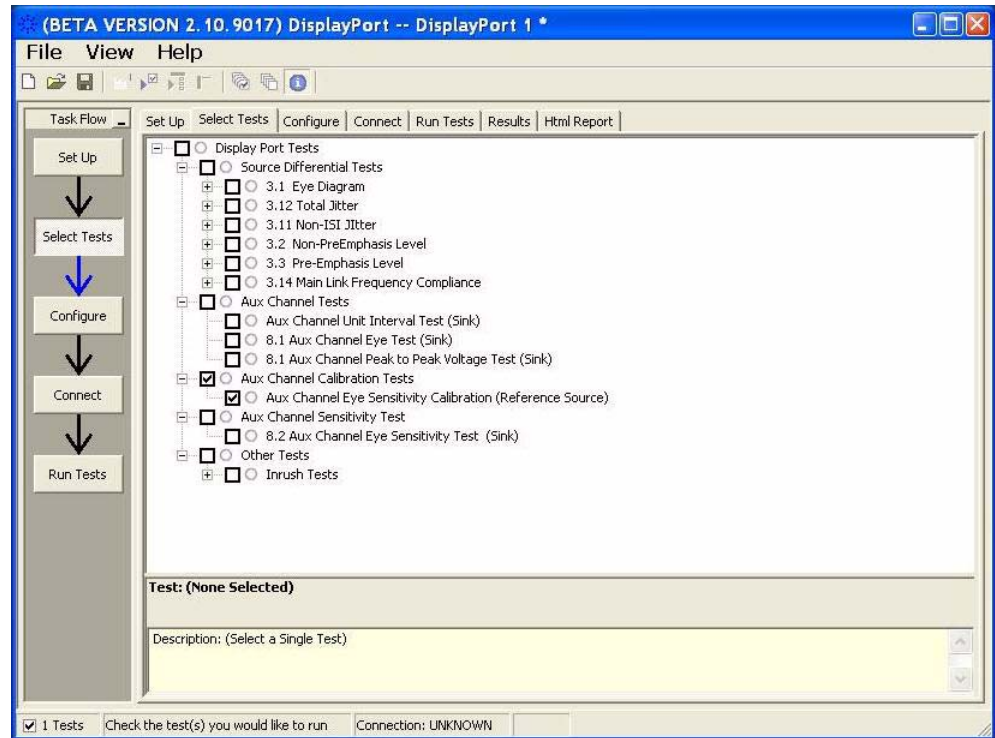 (BETA VERSION 2.10.9017) DisplayPort -- DisplayPort 1 *
File View Help
Task Flow
Set Up Select Tests Configure Connect Run Tests Results Html Report
Set Up
Select Tests
Configure
Connect
Run Tests
Display Port Tests
Source Differential Tests
3.1 Eye Diagram
3.12 Total Jitter
3.11 Non-ISI JItter
3.2 Non-PreEmphasis Level
3.3 Pre-Emphasis Level
3.14 Main Link Frequency Compliance
Aux Channel Tests
Aux Channel Unit Interval Test (Sink)
8.1 Aux Channel Eye Test (Sink)
8.1 Aux Channel Peak to Peak Voltage Test (Sink)
Aux Channel Calibration Tests
Aux Channel Eye Sensitivity Calibration (Reference Source)
Aux Channel Sensitivity Test
8.2 Aux Channel Eye Sensitivity Test (Sink)
Other Tests
Inrush Tests
Test: (None Selected)
Description: (Select a Single Test)
1 Tests Check the test(s) you would like to run Connection: UNKNOWN